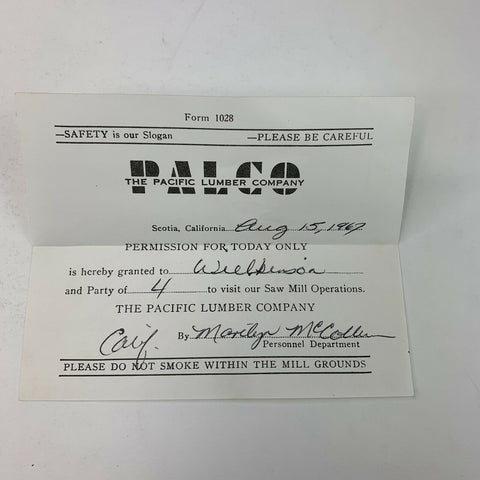 Form 1028
—SAFETY is our Slogan —PLEASE BE CAREFUL
PALCO
THE PACIFIC LUMBER COMPANY
Scotia, California Aug 15, 1967
PERMISSION FOR TODAY ONLY
is hereby granted to Wilkinson
and Party of 4 to visit our Saw Mill Operations.
THE PACIFIC LUMBER COMPANY
Calif. By Marilyn McCollum
Personnel Department
PLEASE DO NOT SMOKE WITHIN THE MILL GROUNDS